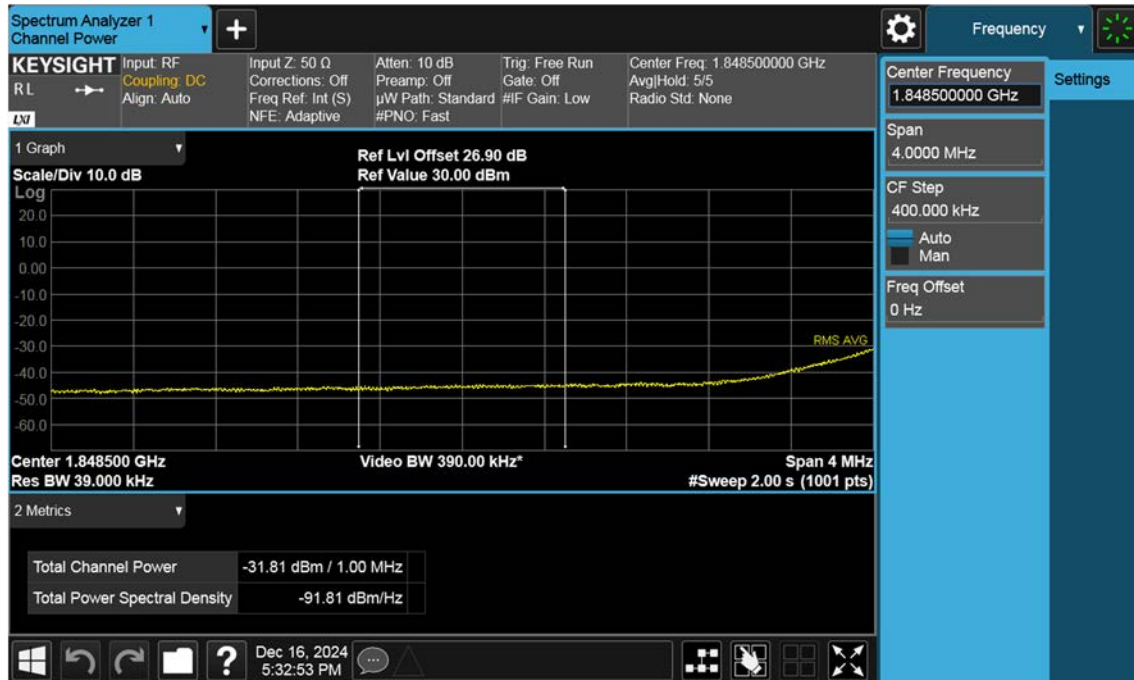 Spectrum Analyzer 1
Channel Power
+
Frequency
KEYSIGHT
RL
LXI
Input: RF
Coupling: DC
Align: Auto
Input Z: 50 Ω
Corrections: Off
Freq Ref: Int (S)
NFE: Adaptive
Atten: 10 dB
Preamp: Off
µW Path: Standard
#PNO: Fast
Trig: Free Run
Gate: Off
#IF Gain: Low
Center Freq: 1.848500000 GHz
Avg|Hold: 5/5
Radio Std: None
Center Frequency
1.848500000 GHz
Settings
Span
4.0000 MHz
CF Step
400.000 kHz
Auto
Man
Freq Offset
0 Hz
1 Graph
Scale/Div 10.0 dB
Ref Lvl Offset 26.90 dB
Ref Value 30.00 dBm
Log
20.0
10.0
0.00
-10.0
-20.0
-30.0
-40.0
-50.0
-60.0
RMS AVG
Center 1.848500 GHz
Video BW 390.00 kHz*
Span 4 MHz
Res BW 39.000 kHz
#Sweep 2.00 s (1001 pts)
2 Metrics
Total Channel Power -31.81 dBm / 1.00 MHz
Total Power Spectral Density -91.81 dBm/Hz
?
Dec 16, 2024
5:32:53 PM